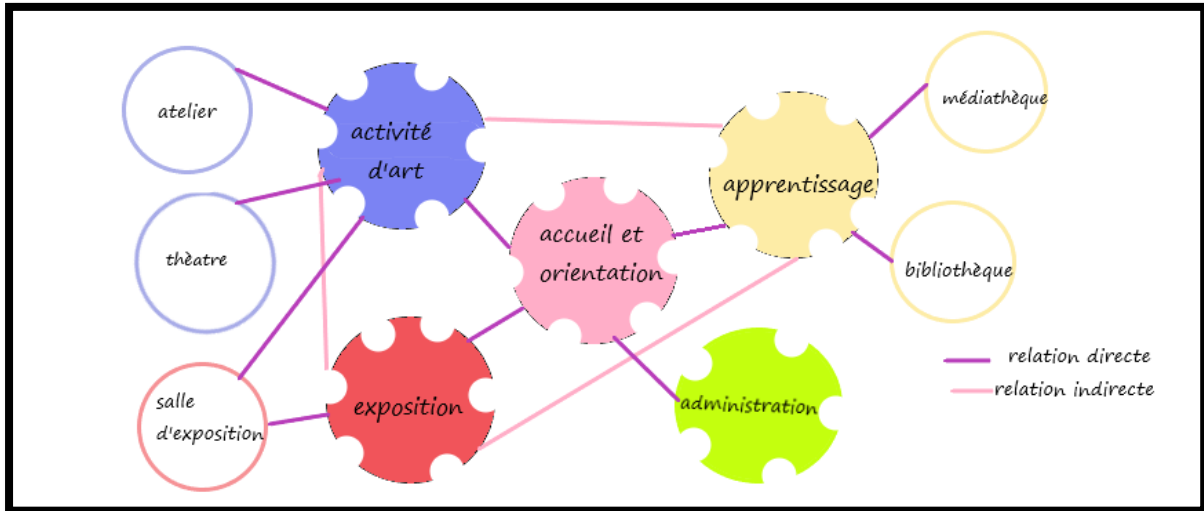 atelier
activité
d'art
médiathèque
apprentissage
accueil et
orientation
thèatre
bibliothèque
relation directe
relation indirecte
salle
d'exposition
exposition
administration